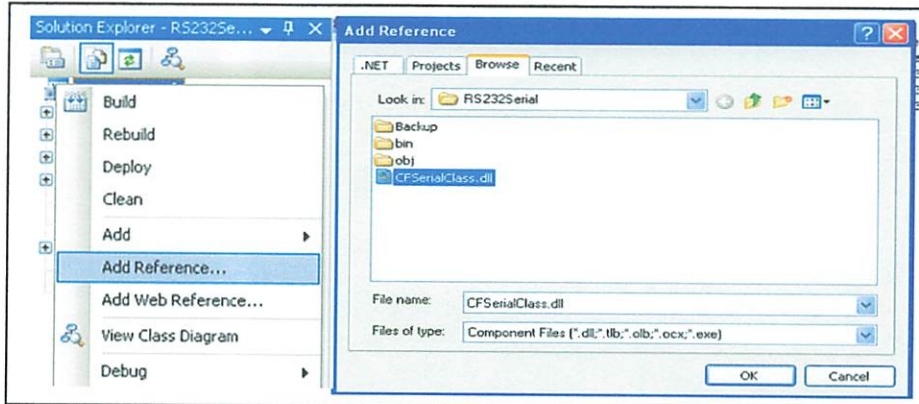 Solution Explorer - RS232Se...
Build
Rebuild
Deploy
Clean
Add
Add Reference...
Add Web Reference...
View Class Diagram
Debug
Add Reference
.NET Projects Browse Recent
Look in: RS232Serial
Backup
bin
obj
CFSerialClass.dll
File name: CFSerialClass.dll
Files of type: Component Files (*.dll;*.tlb;*.olb;*.ocx;*.exe)
OK Cancel